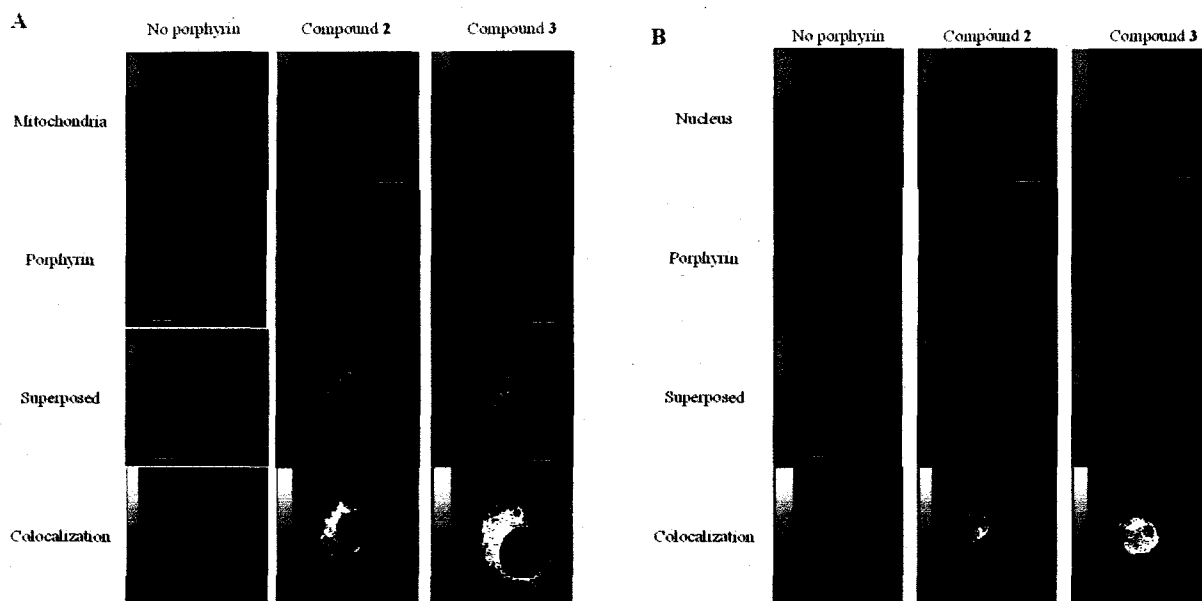 A
No porphyrin Compound 2 Compound 3
Mitochondria
Porphyrin
Superposed
Colocalization
B
No porphyrin Compound 2 Compound 3
Nucleus
Porphyrin
Superposed
Colocalization